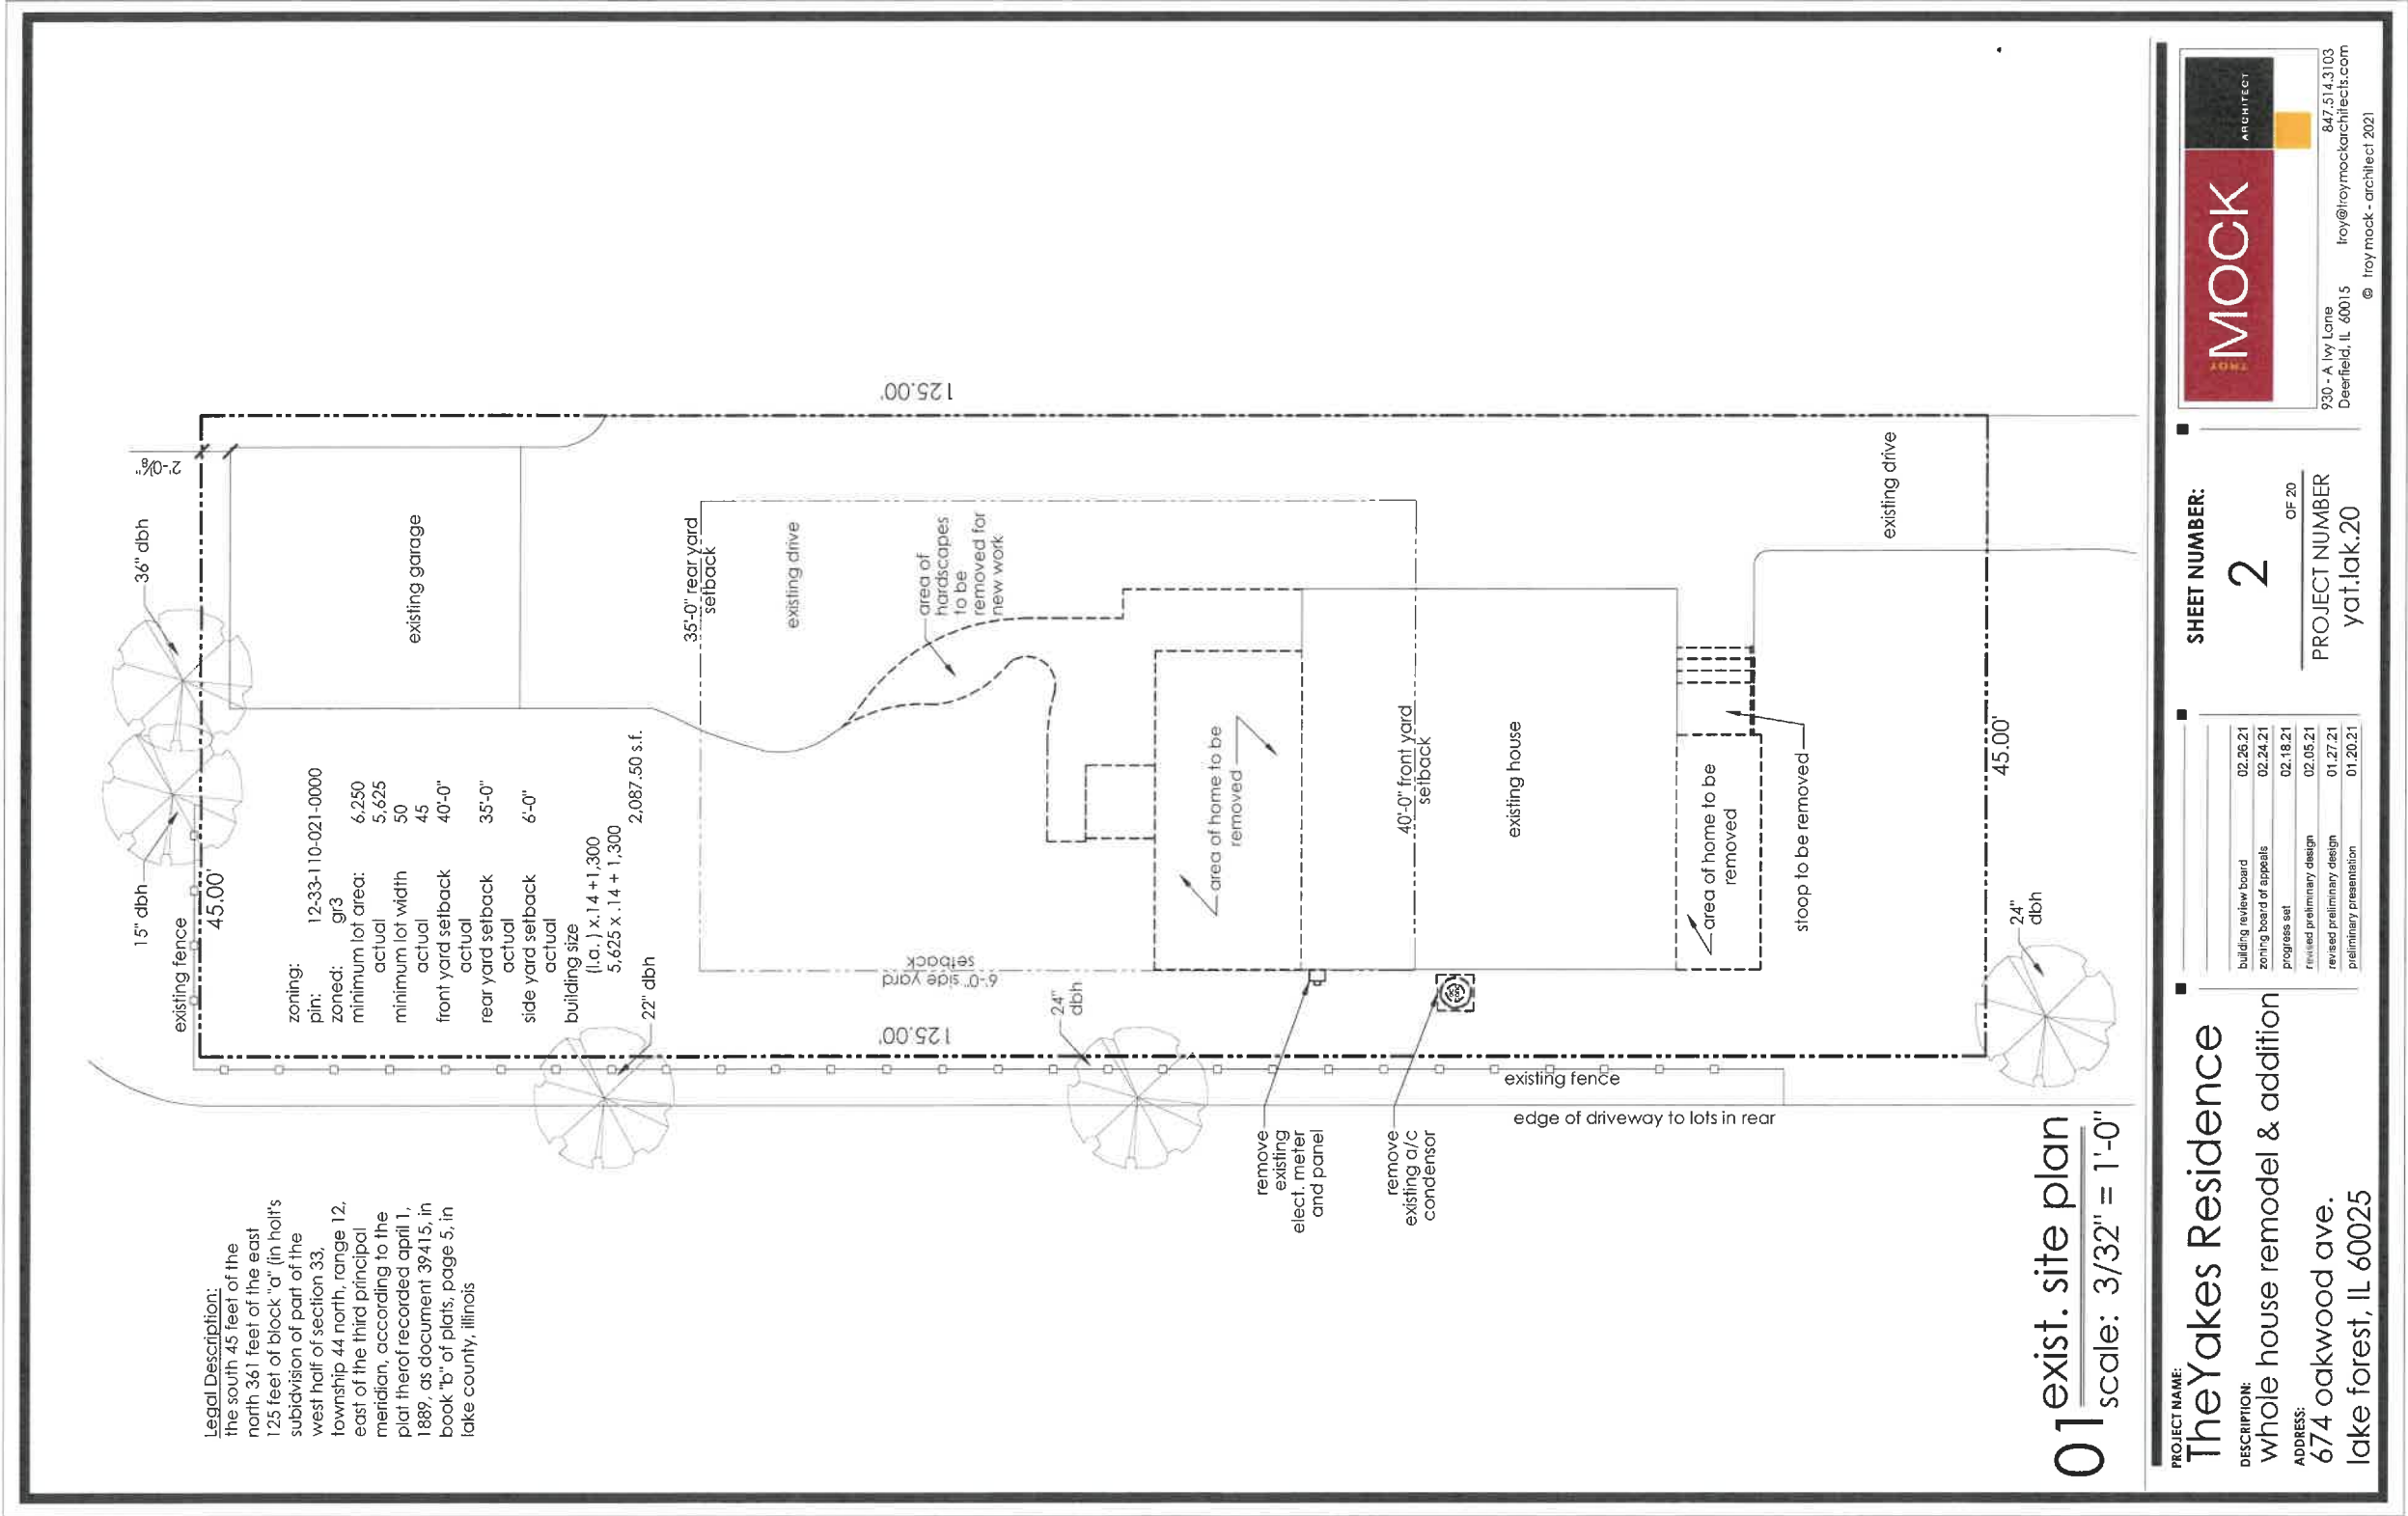 Legal Description:
the south 45 feet of the
north 361 feet of the east
125 feet of block "a" (in holt's
subidvision of part of the
west half of section 33,
township 44 north, range 12,
east of the third principal
meridian, according to the
plat therof recorded april 1,
1889, as document 39415, in
book "b" of plats, page 5, in
lake county, illinois
existing fence
15" dbh
36" dbh
2'-0⅛"
45.00'
zoning:
pin: 12-33-110-021-0000
zoned: gr3
minimum lot area: 6,250
actual 5,625
minimum lot width 50
actual 45
front yard setback 40'-0"
actual
rear yard setback 35'-0"
actual
side yard setback 6'-0"
actual
building size
(l.a. ) x.14 +1,300
5,625 x .14 + 1,300
2,087.50 s.f.
22" dbh
existing garage
35'-0" rear yard
setback
existing drive
area of
hardscapes
to be
removed for
new work
125.00'
6'-0" side yard
setback
125.00'
24"
dbh
area of home to be
removed
40'-0" front yard
setback
existing house
remove
existing
elect. meter
and panel
remove
existing a/c
condensor
existing fence
edge of driveway to lots in rear
area of home to be
removed
stoop to be removed
existing drive
45.00'
24"
dbh
01 exist. site plan
scale: 3/32" = 1'-0"
PROJECT NAME:
TheYakes Residence
DESCRIPTION:
whole house remodel & addition
ADDRESS:
674 oakwood ave.
lake forest, IL 60025
building review board 02.26.21
zoning board of appeals 02.24.21
progress set 02.18.21
revised preliminary design 02.05.21
revised preliminary design 01.27.21
preliminary presentation 01.20.21
SHEET NUMBER:
2
OF 20
PROJECT NUMBER
yat.lak.20
TROY
MOCK
ARCHITECT
930 - A Ivy Lane 847.514.3103
Deerfield, IL 60015 troy@troymockarchitects.com
© troy mock - architect 2021